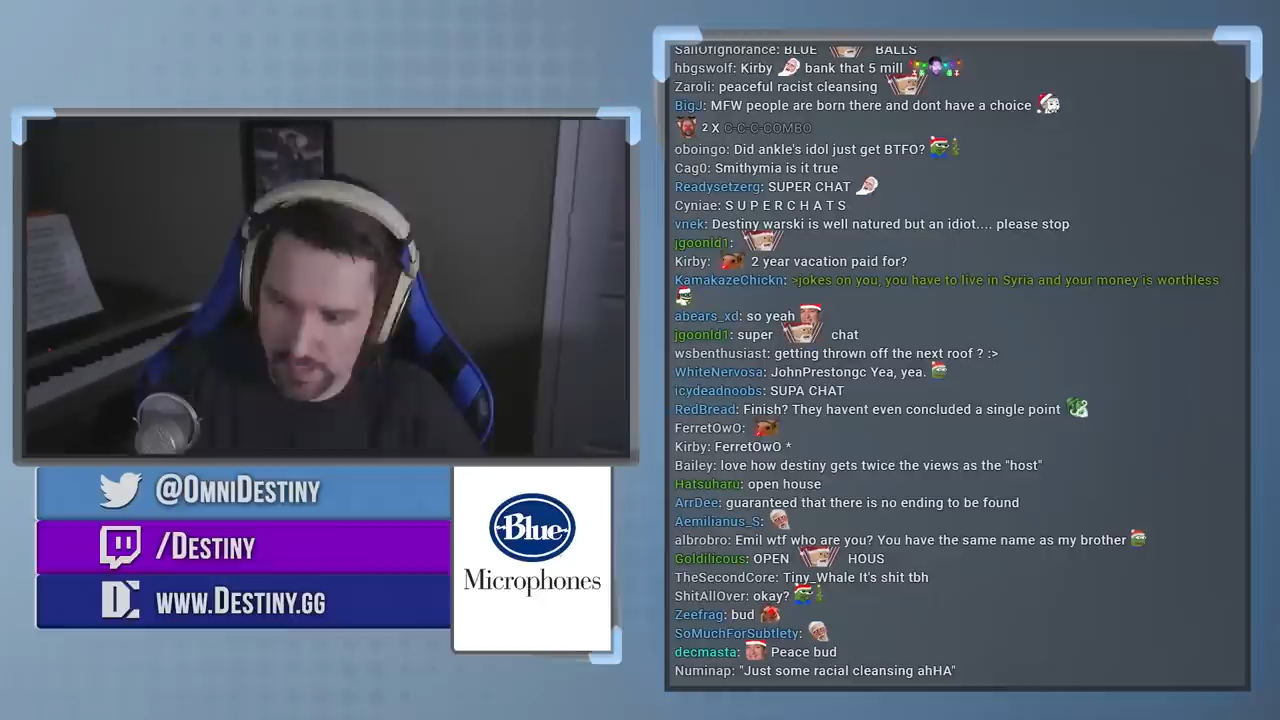 @OmniDestiny
/Destiny
www.Destiny.gg
Blue
Microphones
SaltOfIgnorance: BLUE BALLS
hbgswolf: Kirby bank that 5 mill
Zaroli: peaceful racist cleansing
BigJ: MFW people are born there and dont have a choice
2 X C-C-C-COMBO
oboingo: Did ankle's idol just get BTFO?
Cag0: Smithymia is it true
Readysetzerg: SUPER CHAT
Cyniae: S U P E R C H A T S
vnek: Destiny warski is well natured but an idiot.... please stop
jgoonld1:
Kirby: 2 year vacation paid for?
KamakazeChickn: >jokes on you, you have to live in Syria and your money is worthless
abears_xd: so yeah
jgoonld1: super chat
wsbenthusiast: getting thrown off the next roof ? :>
WhiteNervosa: JohnPrestongc Yea, yea.
icydeadnoobs: SUPA CHAT
RedBread: Finish? They havent even concluded a single point
FerretOwO:
Kirby: FerretOwO *
Bailey: love how destiny gets twice the views as the "host"
Hatsuharu: open house
ArrDee: guaranteed that there is no ending to be found
Aemilianus_S:
albrobro: Emil wtf who are you? You have the same name as my brother
Goldilicous: OPEN HOUS
TheSecondCore: Tiny_Whale It's shit tbh
ShitAllOver: okay?
Zeefrag: bud
SoMuchForSubtlety:
decmasta: Peace bud
Numinap: "Just some racial cleansing ahHA"